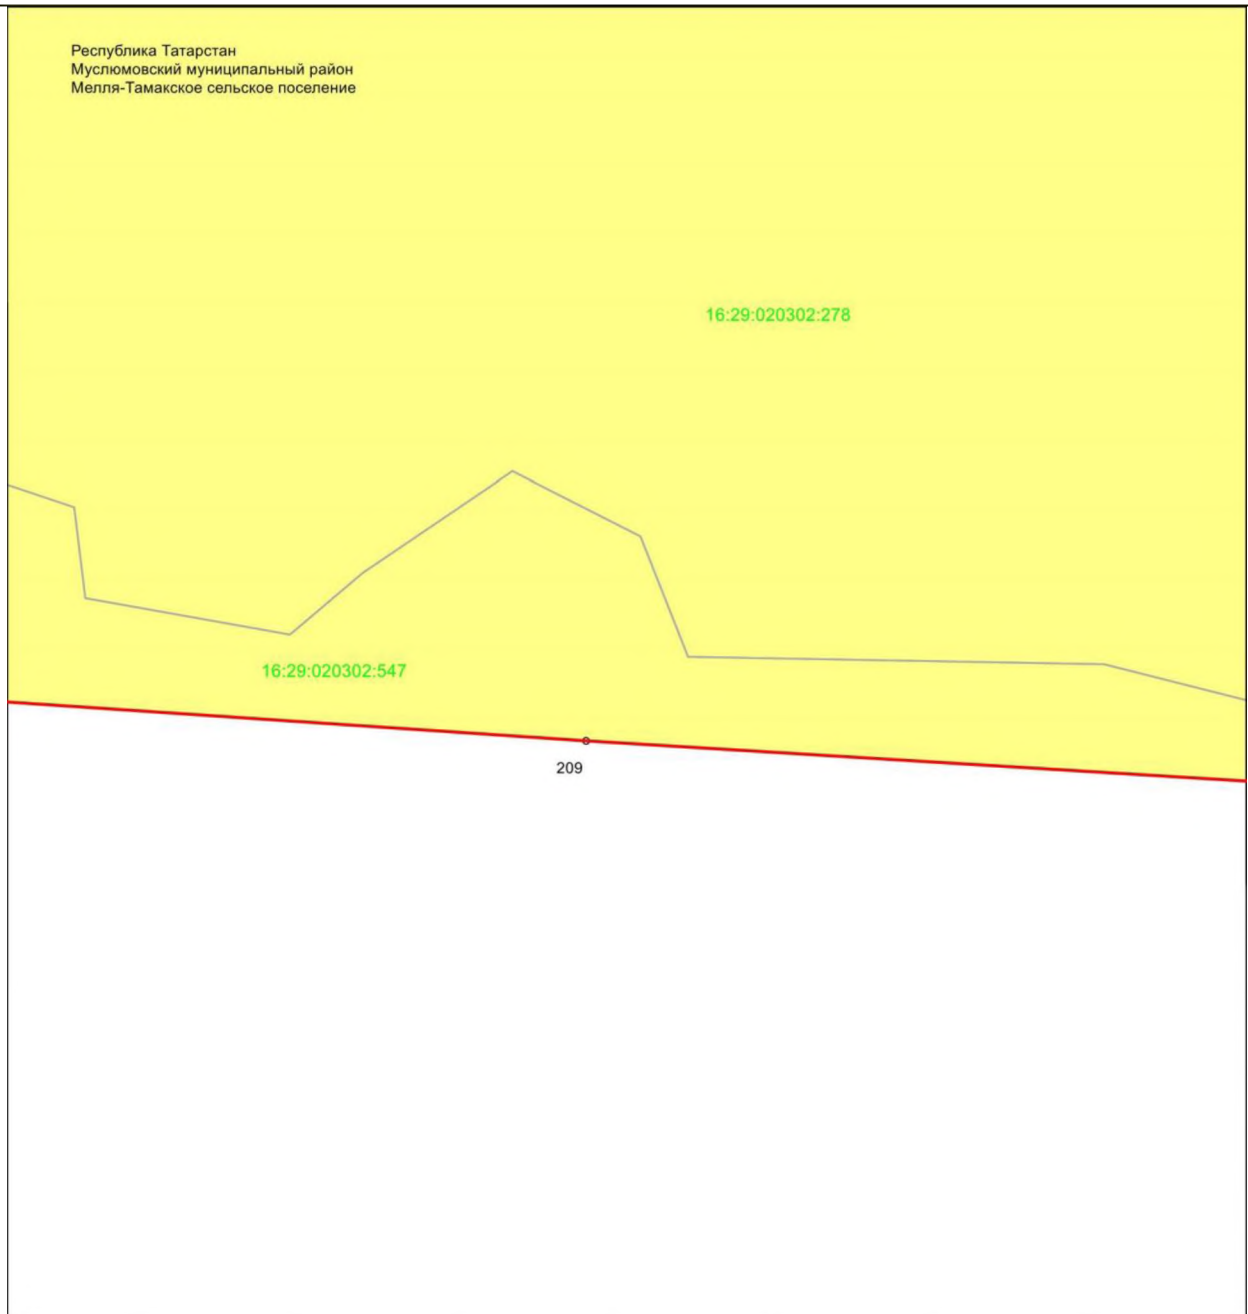 Республика Татарстан
Муслюмовский муниципальный район
Мелля-Тамакское сельское поселение
16:29:020302:278
16:29:020302:547
209